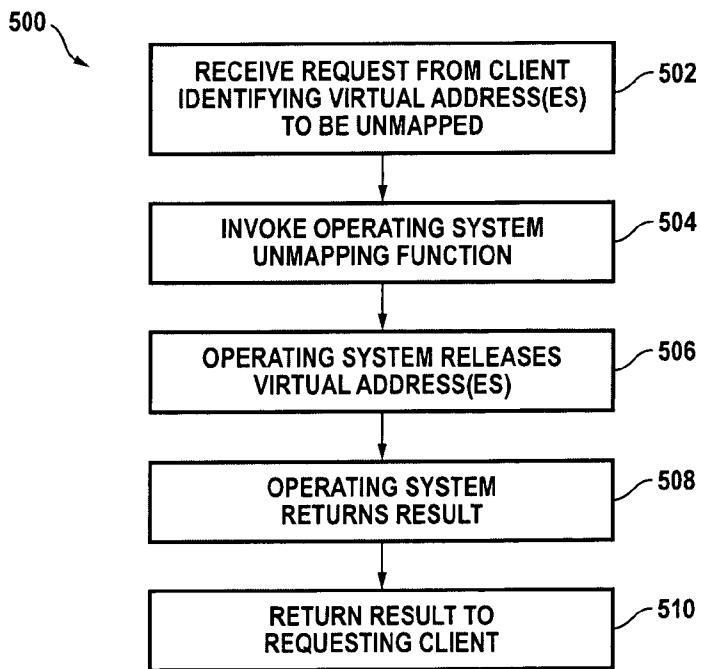 500
RECEIVE REQUEST FROM CLIENT
IDENTIFYING VIRTUAL ADDRESS(ES)
TO BE UNMAPPED
502
INVOKE OPERATING SYSTEM
UNMAPPING FUNCTION
504
OPERATING SYSTEM RELEASES
VIRTUAL ADDRESS(ES)
506
OPERATING SYSTEM
RETURNS RESULT
508
RETURN RESULT TO
REQUESTING CLIENT
510